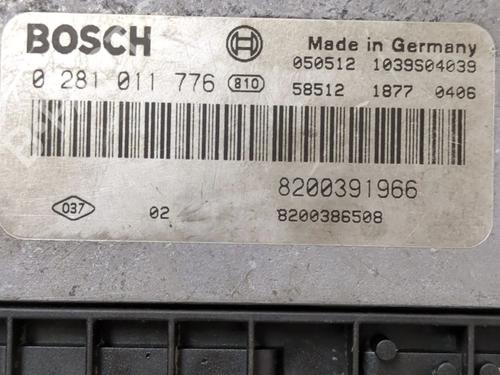 BOSCH
Made in Germany
0 281 011 776 810
050512 1039S04039
58512 1877 0406
8200391966
037 02 8200386508